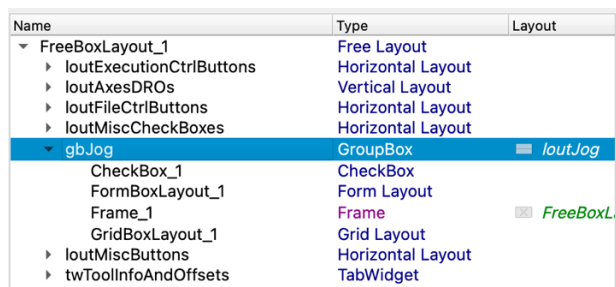 Name Type Layout
FreeBoxLayout_1 Free Layout
loutExecutionCtrlButtons Horizontal Layout
loutAxesDROs Vertical Layout
loutFileCtrlButtons Horizontal Layout
loutMiscCheckBoxes Horizontal Layout
gbJog GroupBox loutJog
CheckBox_1 CheckBox
FormBoxLayout_1 Form Layout
Frame_1 Frame FreeBoxL
GridBoxLayout_1 Grid Layout
loutMiscButtons Horizontal Layout
twToolInfoAndOffsets TabWidget